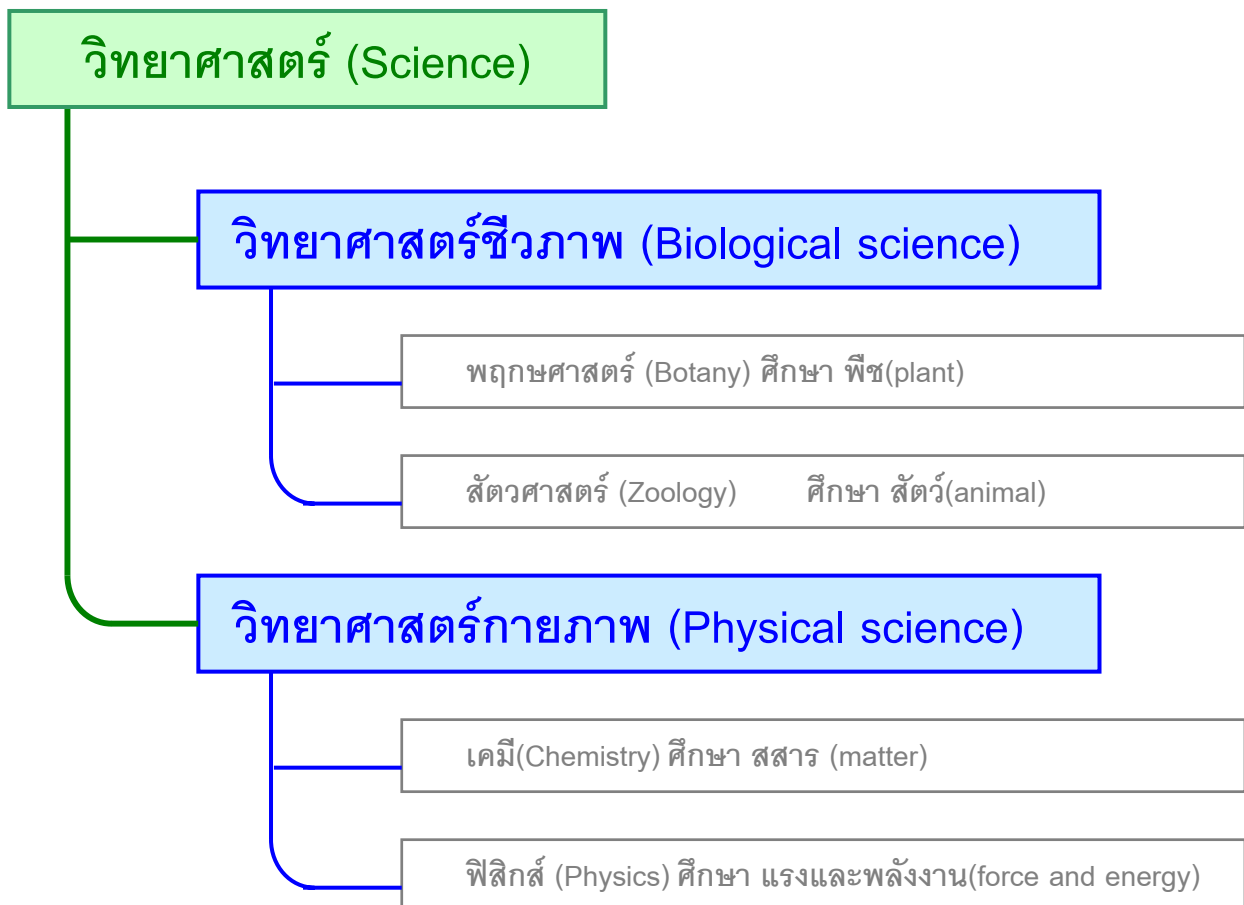 วิทยาศาสตร์ (Science)
วิทยาศาสตร์ชีวภาพ (Biological science)
พฤกษศาสตร์ (Botany) ศึกษา พืช(plant)
สัตวศาสตร์ (Zoology) ศึกษา สัตว์(animal)
วิทยาศาสตร์กายภาพ (Physical science)
เคมี(Chemistry) ศึกษา สสาร (matter)
ฟิสิกส์ (Physics) ศึกษา แรงและพลังงาน(force and energy)